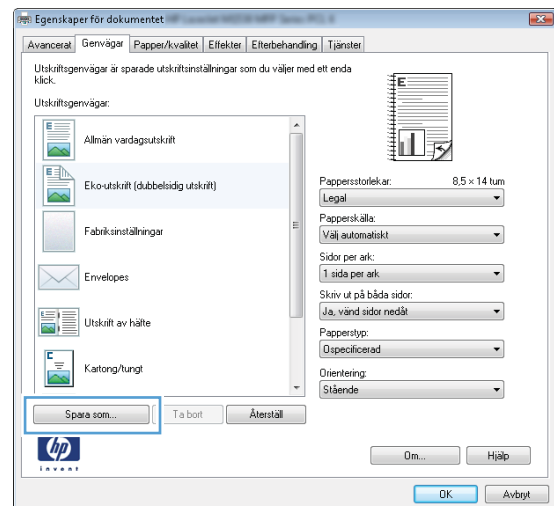 Egenskaper för dokumentet
Avancerat Genvägar Papper/kvalitet Effekter Efterbehandling Tjänster
Utskriftsgenvägar är sparade utskriftsinställningar som du väljer med ett enda
klick.
Utskriftsgenvägar:
Allmän vardagsutskrift
Eko-utskrift (dubbelsidig utskrift)
Fabriksinställningar
Envelopes
Utskrift av häfte
Kartong/tungt
Spara som... Ta bort Återställ
E
Pappersstorlekar: 8,5 × 14 tum
Legal
Papperskälla:
Välj automatiskt
Sidor per ark:
1 sida per ark
Skriv ut på båda sidor:
Ja, vänd sidor nedåt
Papperstyp:
Ospecificerad
Orientering:
Stående
hp
invent
Om... Hjälp
OK Avbryt